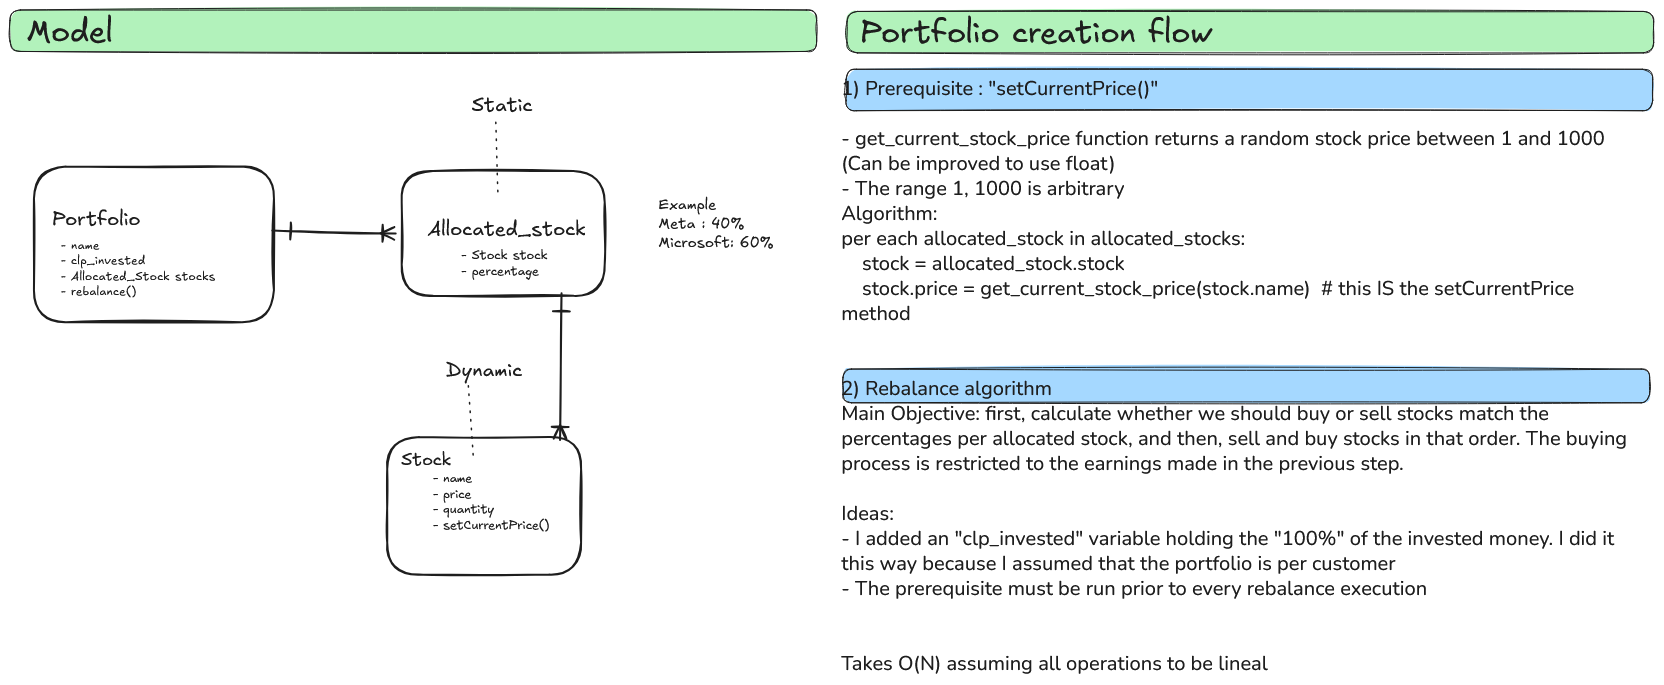 Model
Static
Portfolio
- name
- clp_invested
- Allocated_Stock stocks
- rebalance()
Allocated_stock
- Stock stock
- percentage
Example
Meta : 40%
Microsoft: 60%
Dynamic
Stock
- name
- price
- quantity
- setCurrentPrice()
Portfolio creation flow
1) Prerequisite : "setCurrentPrice()"
- get_current_stock_price function returns a random stock price between 1 and 1000
(Can be improved to use float)
- The range 1, 1000 is arbitrary
Algorithm:
per each allocated_stock in allocated_stocks:
stock = allocated_stock.stock
stock.price = get_current_stock_price(stock.name)  # this IS the setCurrentPrice
method
2) Rebalance algorithm
Main Objective: first, calculate whether we should buy or sell stocks match the
percentages per allocated stock, and then, sell and buy stocks in that order. The buying
process is restricted to the earnings made in the previous step.
Ideas:
- I added an "clp_invested" variable holding the "100%" of the invested money. I did it
this way because I assumed that the portfolio is per customer
- The prerequisite must be run prior to every rebalance execution
Takes O(N) assuming all operations to be lineal